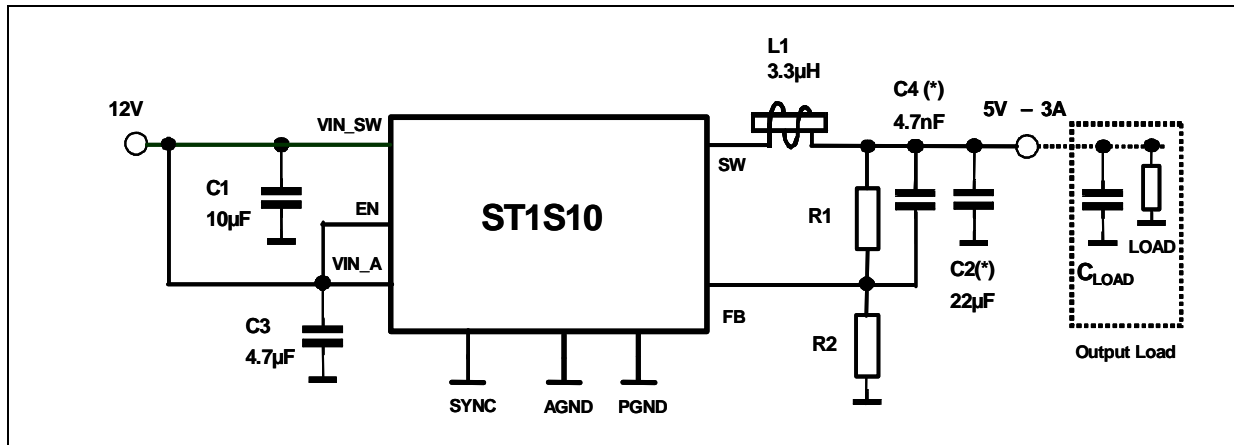 12V
VIN_SW
C1
10µF
EN
VIN_A
C3
4.7µF
ST1S10
SYNC
AGND
PGND
SW
FB
L1
3.3µH
R1
R2
C4 (*)
4.7nF
C2(*)
22µF
5V – 3A
CLOAD
LOAD
Output Load